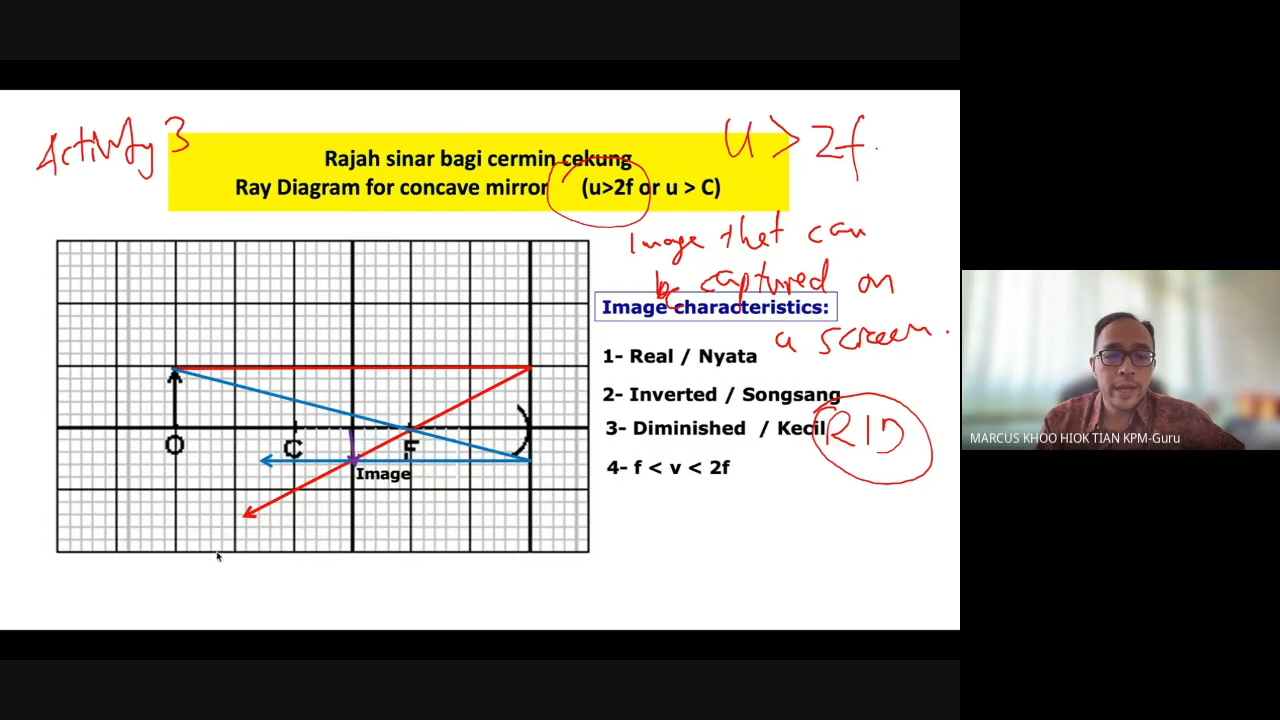 Activity 3
Rajah sinar bagi cermin cekung
Ray Diagram for concave mirror (u>2f or u > C)
u > 2f.
Image that can
be captured on
a screen.
Image characteristics:
1- Real / Nyata
2- Inverted / Songsang
3- Diminished / Kecil
RID
4- f < v < 2f
O
C
F
Image
MARCUS KHOO HIOK TIAN KPM-Guru